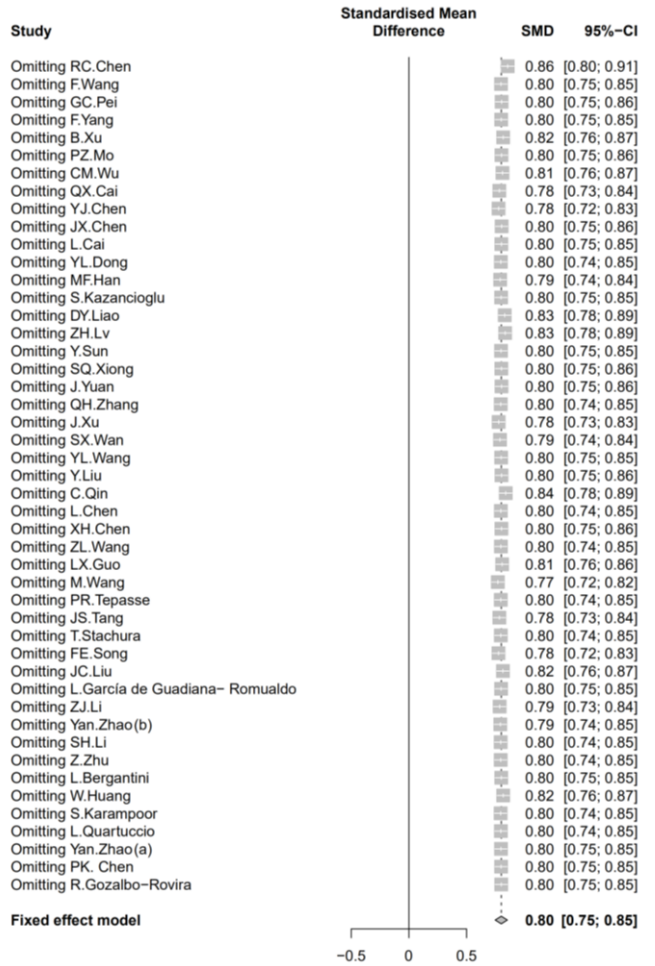 Standardised Mean
Study Difference SMD 95%−CI
Omitting RC.Chen 0.86 [0.80; 0.91]
Omitting F.Wang 0.80 [0.75; 0.85]
Omitting GC.Pei 0.80 [0.75; 0.86]
Omitting F.Yang 0.80 [0.75; 0.85]
Omitting B.Xu 0.82 [0.76; 0.87]
Omitting PZ.Mo 0.80 [0.75; 0.86]
Omitting CM.Wu 0.81 [0.76; 0.87]
Omitting QX.Cai 0.78 [0.73; 0.84]
Omitting YJ.Chen 0.78 [0.72; 0.83]
Omitting JX.Chen 0.80 [0.75; 0.86]
Omitting L.Cai 0.80 [0.75; 0.85]
Omitting YL.Dong 0.80 [0.74; 0.85]
Omitting MF.Han 0.79 [0.74; 0.84]
Omitting S.Kazancioglu 0.80 [0.75; 0.85]
Omitting DY.Liao 0.83 [0.78; 0.89]
Omitting ZH.Lv 0.83 [0.78; 0.89]
Omitting Y.Sun 0.80 [0.75; 0.85]
Omitting SQ.Xiong 0.80 [0.75; 0.86]
Omitting J.Yuan 0.80 [0.75; 0.86]
Omitting QH.Zhang 0.80 [0.74; 0.85]
Omitting J.Xu 0.78 [0.73; 0.83]
Omitting SX.Wan 0.79 [0.74; 0.84]
Omitting YL.Wang 0.80 [0.75; 0.85]
Omitting Y.Liu 0.80 [0.75; 0.86]
Omitting C.Qin 0.84 [0.78; 0.89]
Omitting L.Chen 0.80 [0.74; 0.85]
Omitting XH.Chen 0.80 [0.75; 0.86]
Omitting ZL.Wang 0.80 [0.74; 0.85]
Omitting LX.Guo 0.81 [0.76; 0.86]
Omitting M.Wang 0.77 [0.72; 0.82]
Omitting PR.Tepasse 0.80 [0.74; 0.85]
Omitting JS.Tang 0.78 [0.73; 0.84]
Omitting T.Stachura 0.80 [0.74; 0.85]
Omitting FE.Song 0.78 [0.72; 0.83]
Omitting JC.Liu 0.82 [0.76; 0.87]
Omitting L.García de Guadiana− Romualdo 0.80 [0.75; 0.85]
Omitting ZJ.Li 0.79 [0.73; 0.84]
Omitting Yan.Zhao(b) 0.79 [0.74; 0.85]
Omitting SH.Li 0.80 [0.74; 0.85]
Omitting Z.Zhu 0.80 [0.74; 0.85]
Omitting L.Bergantini 0.80 [0.75; 0.85]
Omitting W.Huang 0.82 [0.76; 0.87]
Omitting S.Karampoor 0.80 [0.74; 0.85]
Omitting L.Quartuccio 0.80 [0.74; 0.85]
Omitting Yan.Zhao(a) 0.80 [0.75; 0.85]
Omitting PK. Chen 0.80 [0.75; 0.85]
Omitting R.Gozalbo−Rovira 0.80 [0.75; 0.85]
Fixed effect model 0.80 [0.75; 0.85]
−0.5 0 0.5